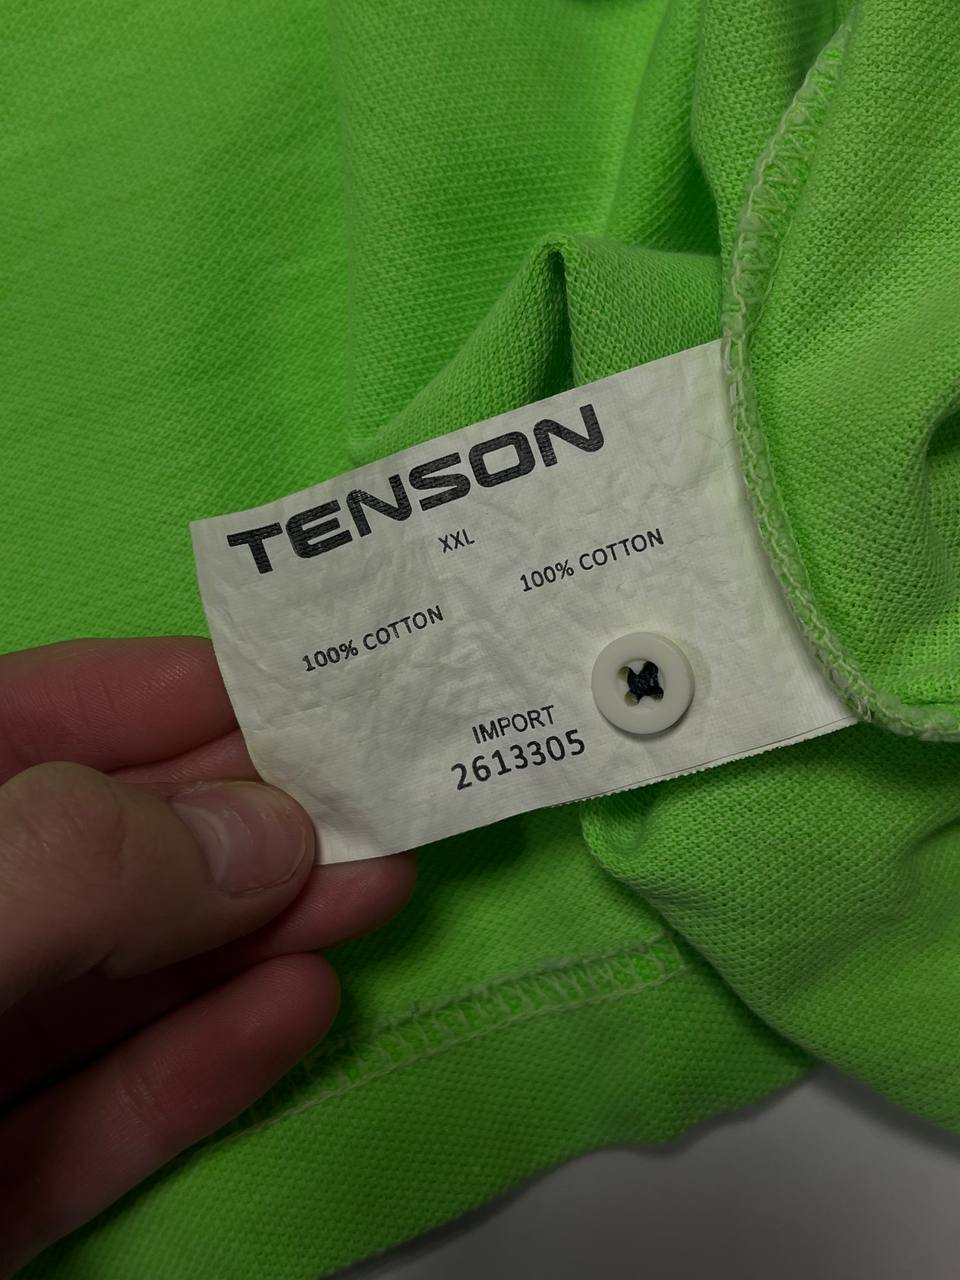 TENSON
XXL
100% COTTON
100% COTTON
IMPORT
2613305